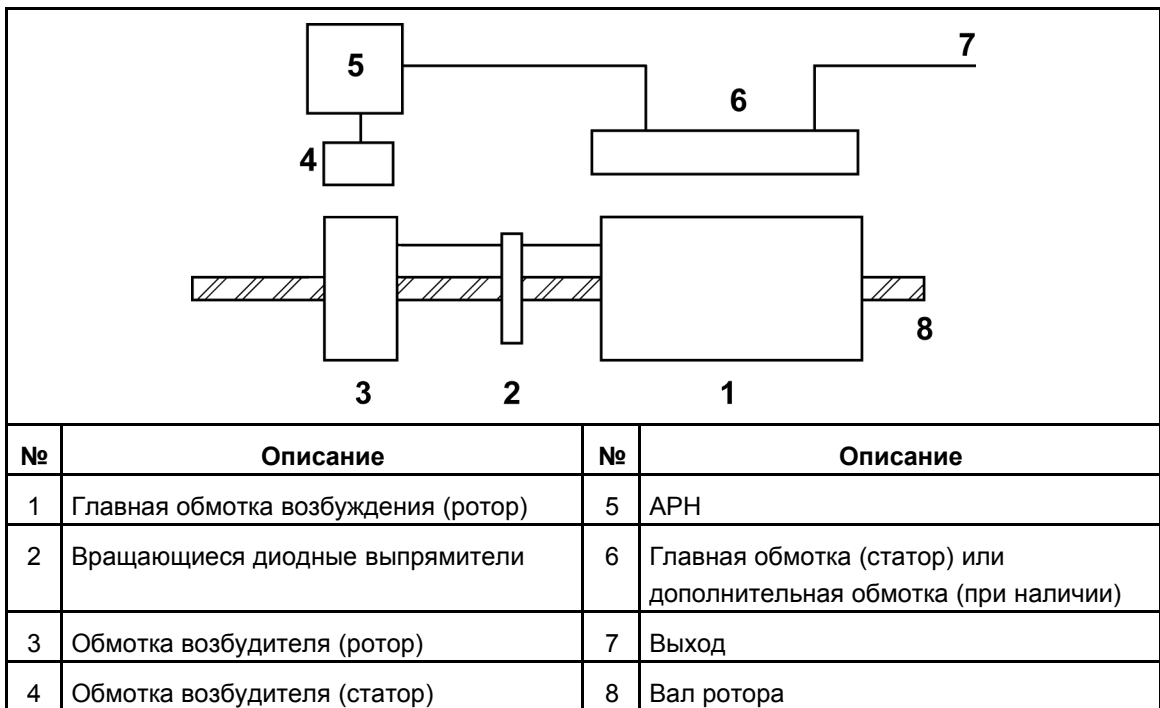 5
7
6
4
8
3 2 1
№ Описание № Описание
1 Главная обмотка возбуждения (ротор) 5 АРН
2 Вращающиеся диодные выпрямители 6 Главная обмотка (статор) или
дополнительная обмотка (при наличии)
3 Обмотка возбудителя (ротор) 7 Выход
4 Обмотка возбудителя (статор) 8 Вал ротора